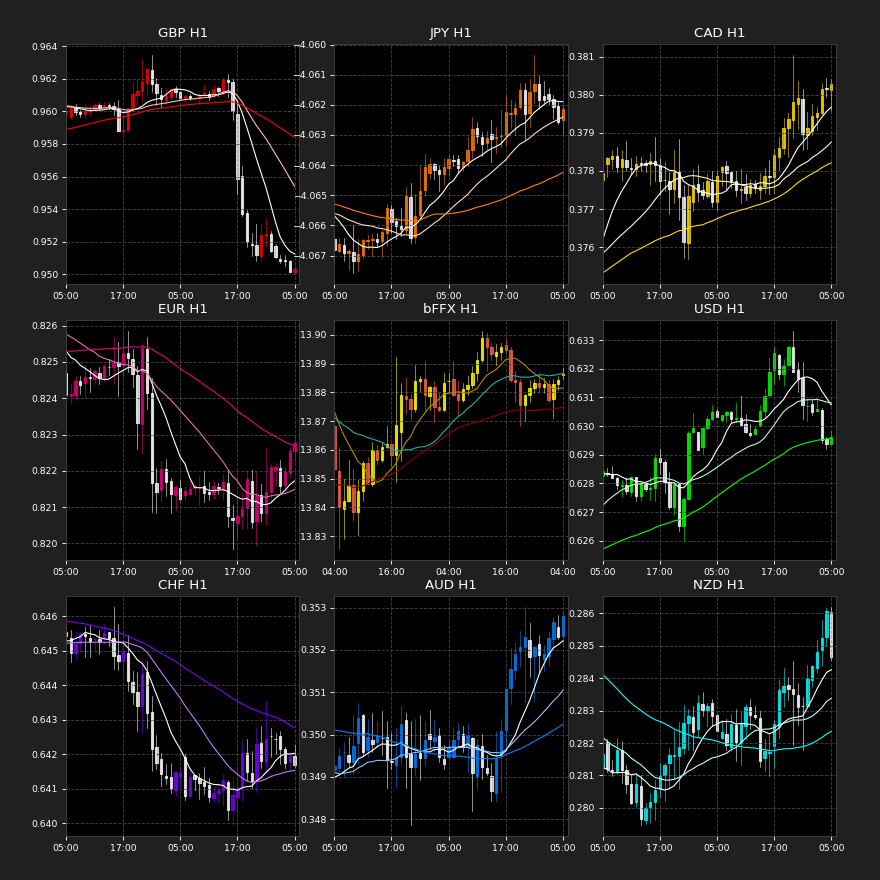 GBP H1 JPY H1 CAD H1
0.964 0.962 0.960 0.958 0.956 0.954 0.952 0.950
−4.060 −4.061 −4.062 −4.063 −4.064 −4.065 −4.066 −4.067
0.381 0.380 0.379 0.378 0.377 0.376
05:00 17:00 05:00 17:00 05:00 05:00 17:00 05:00 17:00 05:00 05:00 17:00 05:00 17:00 05:00
EUR H1 bFFX H1 USD H1
0.826 0.825 0.824 0.823 0.822 0.821 0.820
13.90 13.89 13.88 13.87 13.86 13.85 13.84 13.83
0.633 0.632 0.631 0.630 0.629 0.628 0.627 0.626
05:00 17:00 05:00 17:00 05:00 04:00 16:00 04:00 16:00 04:00 05:00 17:00 05:00 17:00 05:00
CHF H1 AUD H1 NZD H1
0.646 0.645 0.644 0.643 0.642 0.641 0.640
0.353 0.352 0.351 0.350 0.349 0.348
0.286 0.285 0.284 0.283 0.282 0.281 0.280
05:00 17:00 05:00 17:00 05:00 05:00 17:00 05:00 17:00 05:00 05:00 17:00 05:00 17:00 05:00